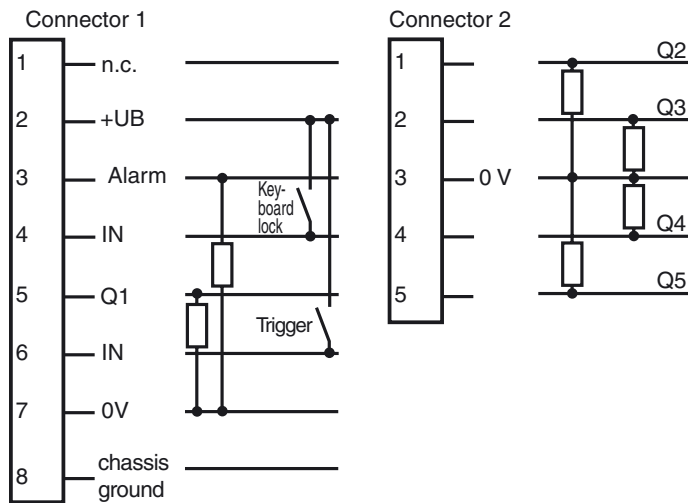 Connector 1
1 n.c.
2 +UB
3 Alarm
4 IN
5 Q1
6 IN
7 0V
8 chassis
ground
Key-
board
lock
Trigger
Connector 2
1 Q2
2 Q3
3 0 V
4 Q4
5 Q5